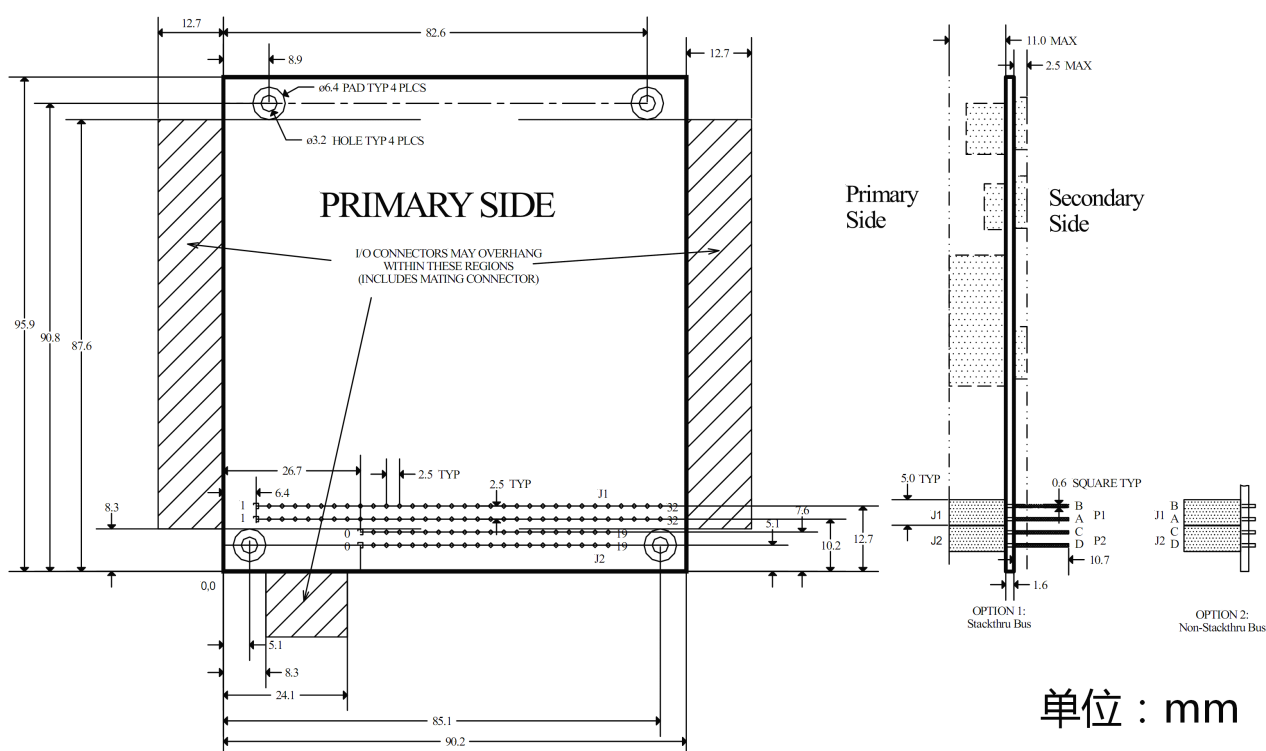 12.7
82.6
12.7
8.9
ø6.4 PAD TYP 4 PLCS
ø3.2 HOLE TYP 4 PLCS
PRIMARY SIDE
I/O CONNECTORS MAY OVERHANG
WITHIN THESE REGIONS
(INCLUDES MATING CONNECTOR)
95.9
90.8
87.6
26.7
2.5 TYP
6.4
2.5 TYP
J1
8.3
1
32
1
32
0
19
0
19
J2
7.6
5.1
10.2
12.7
0,0
5.1
8.3
24.1
85.1
90.2
11.0 MAX
2.5 MAX
Primary
Side
Secondary
Side
5.0 TYP
0.6 SQUARE TYP
J1
J2
B
A
C
D
P1
P2
10.7
1.6
OPTION 1:
Stackthru Bus
B
A
C
D
J1
J2
OPTION 2:
Non-Stackthru Bus
单位：mm